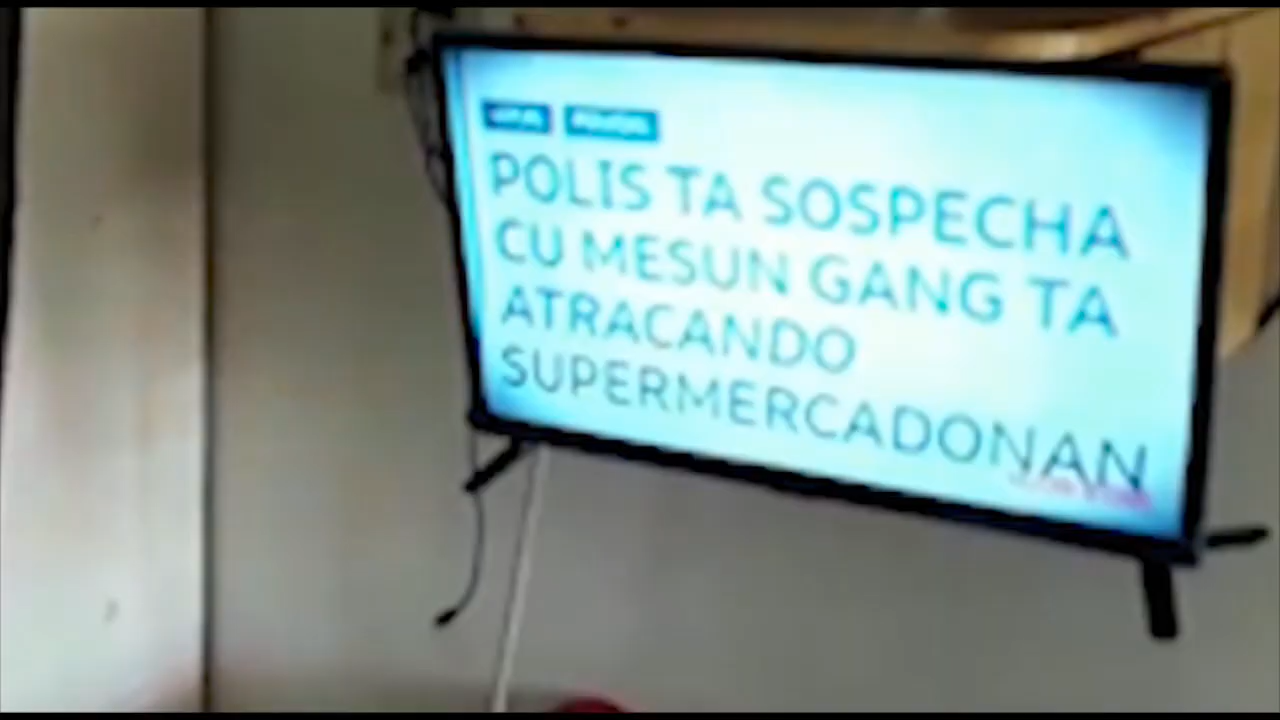 POLIS TA SOSPECHA
CU MESUN GANG TA
ATRACANDO
SUPERMERCADONAN